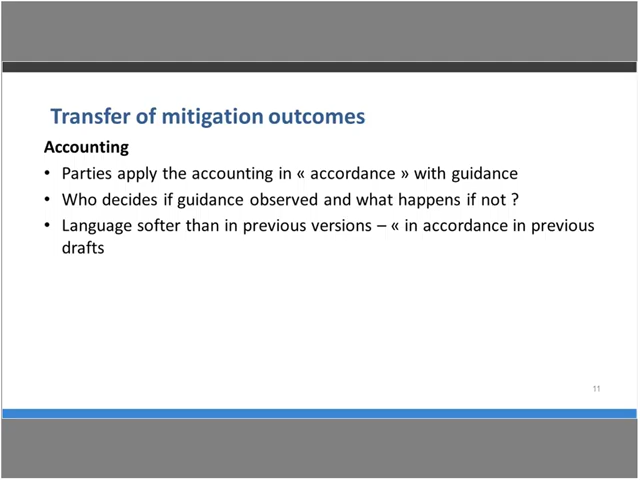 Transfer of mitigation outcomes
Accounting
• Parties apply the accounting in « accordance » with guidance
• Who decides if guidance observed and what happens if not ?
• Language softer than in previous versions – « in accordance in previous
drafts
11